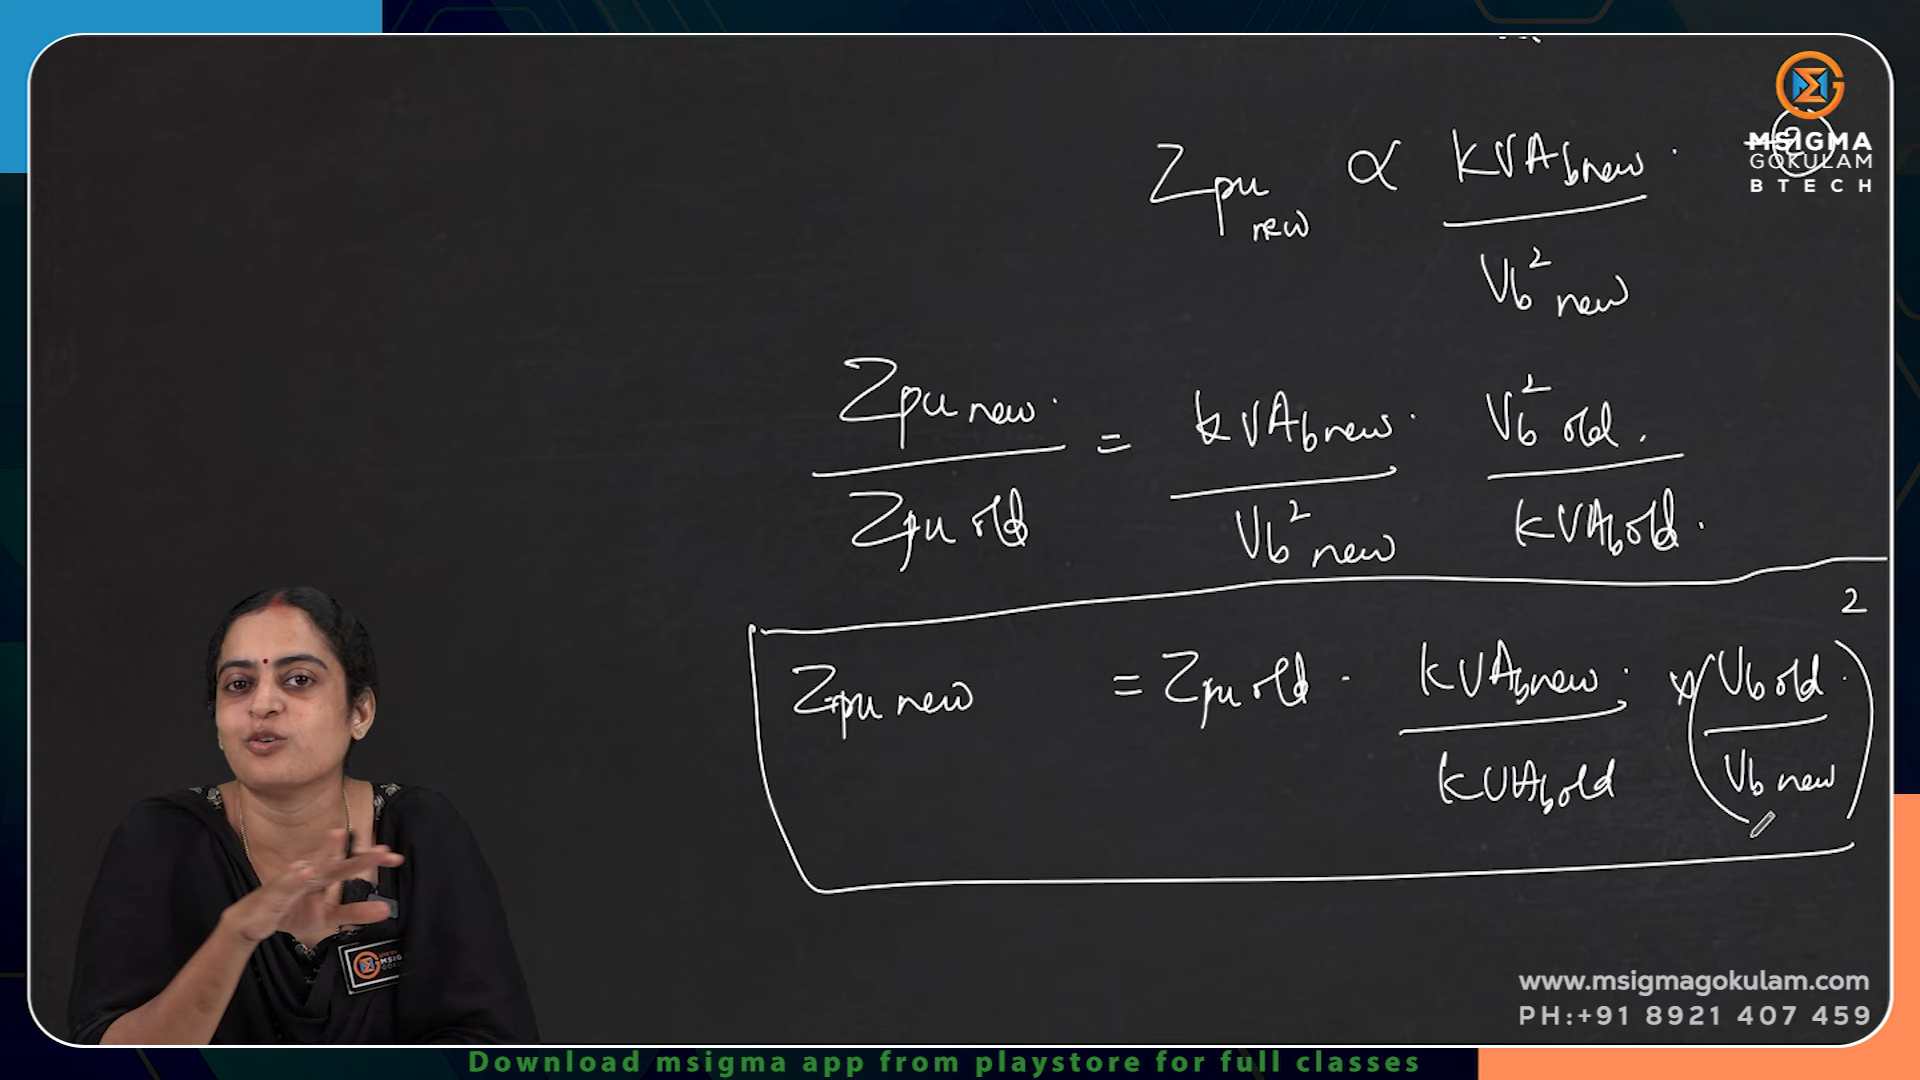 MSIGMA
GOKULAM
BTECH
Zpu new ∝ KVAb new / Vb² new
Zpu new / Zpu old = KVAb new / Vb² new Vb² old / KVAb old
Zpu new = Zpu old · KVAb new / KVAb old × (Vb old / Vb new)²
www.msigmagokulam.com
PH:+91 8921 407 459
Download msigma app from playstore for full classes